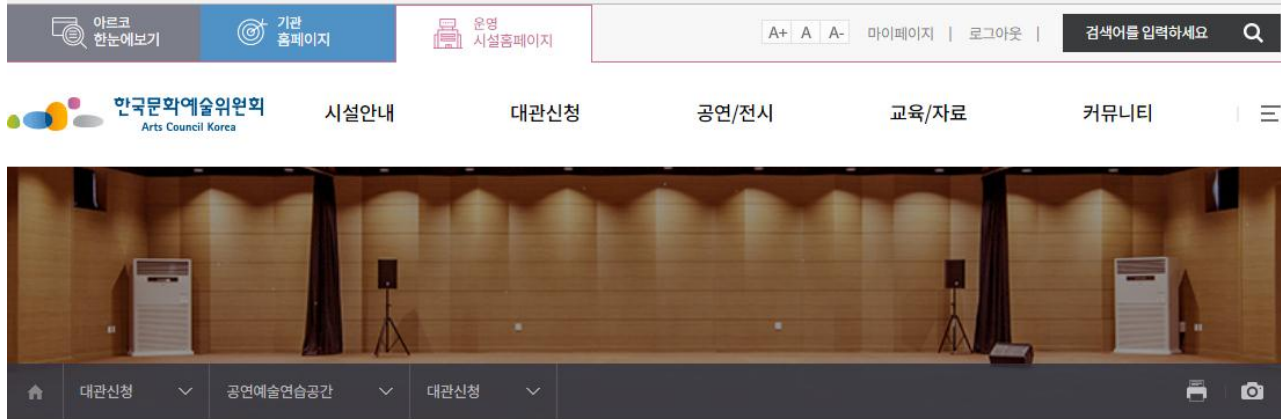 아르코
한눈에보기
기관
홈페이지
운영
시설홈페이지
A+ A A- 마이페이지 | 로그아웃 | 검색어를 입력하세요
한국문화예술위원회
Arts Council Korea
시설안내 대관신청 공연/전시 교육/자료 커뮤니티
대관신청 공연예술연습공간 대관신청